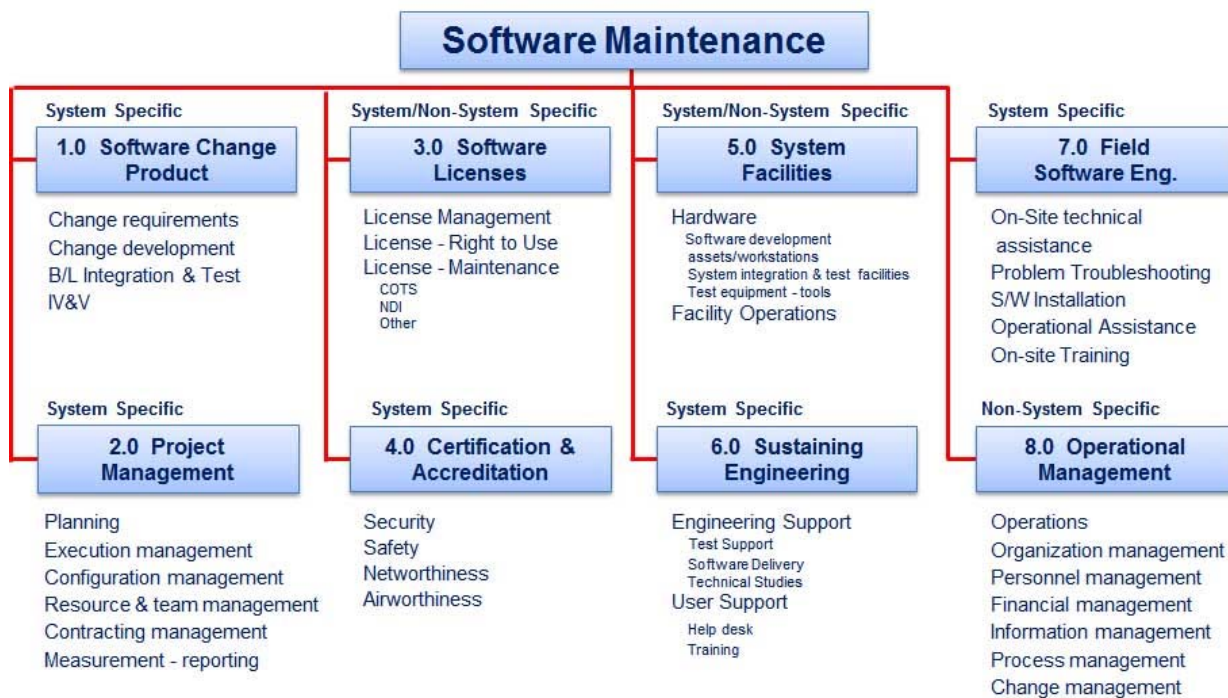 Software Maintenance
System Specific
1.0 Software Change
Product
Change requirements
Change development
B/L Integration & Test
IV&V
System Specific
2.0 Project
Management
Planning
Execution management
Configuration management
Resource & team management
Contracting management
Measurement - reporting
System/Non-System Specific
3.0 Software
Licenses
License Management
License - Right to Use
License - Maintenance
COTS
NDI
Other
System Specific
4.0 Certification &
Accreditation
Security
Safety
Networthiness
Airworthiness
System/Non-System Specific
5.0 System
Facilities
Hardware
Software development
assets/workstations
System integration & test facilities
Test equipment - tools
Facility Operations
System Specific
6.0 Sustaining
Engineering
Engineering Support
Test Support
Software Delivery
Technical Studies
User Support
Help desk
Training
System Specific
7.0 Field
Software Eng.
On-Site technical
assistance
Problem Troubleshooting
S/W Installation
Operational Assistance
On-site Training
Non-System Specific
8.0 Operational
Management
Operations
Organization management
Personnel management
Financial management
Information management
Process management
Change management